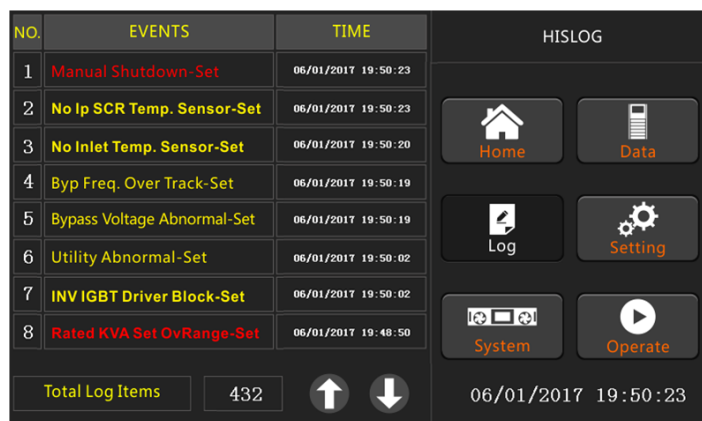 NO. EVENTS TIME
1 Manual Shutdown-Set 06/01/2017 19:50:23
2 No Ip SCR Temp. Sensor-Set 06/01/2017 19:50:23
3 No Inlet Temp. Sensor-Set 06/01/2017 19:50:20
4 Byp Freq. Over Track-Set 06/01/2017 19:50:19
5 Bypass Voltage Abnormal-Set 06/01/2017 19:50:19
6 Utility Abnormal-Set 06/01/2017 19:50:02
7 INV IGBT Driver Block-Set 06/01/2017 19:50:02
8 Rated KVA Set OvRange-Set 06/01/2017 19:48:50
Total Log Items 432
HISLOG
Home Data
Log Setting
System Operate
06/01/2017 19:50:23